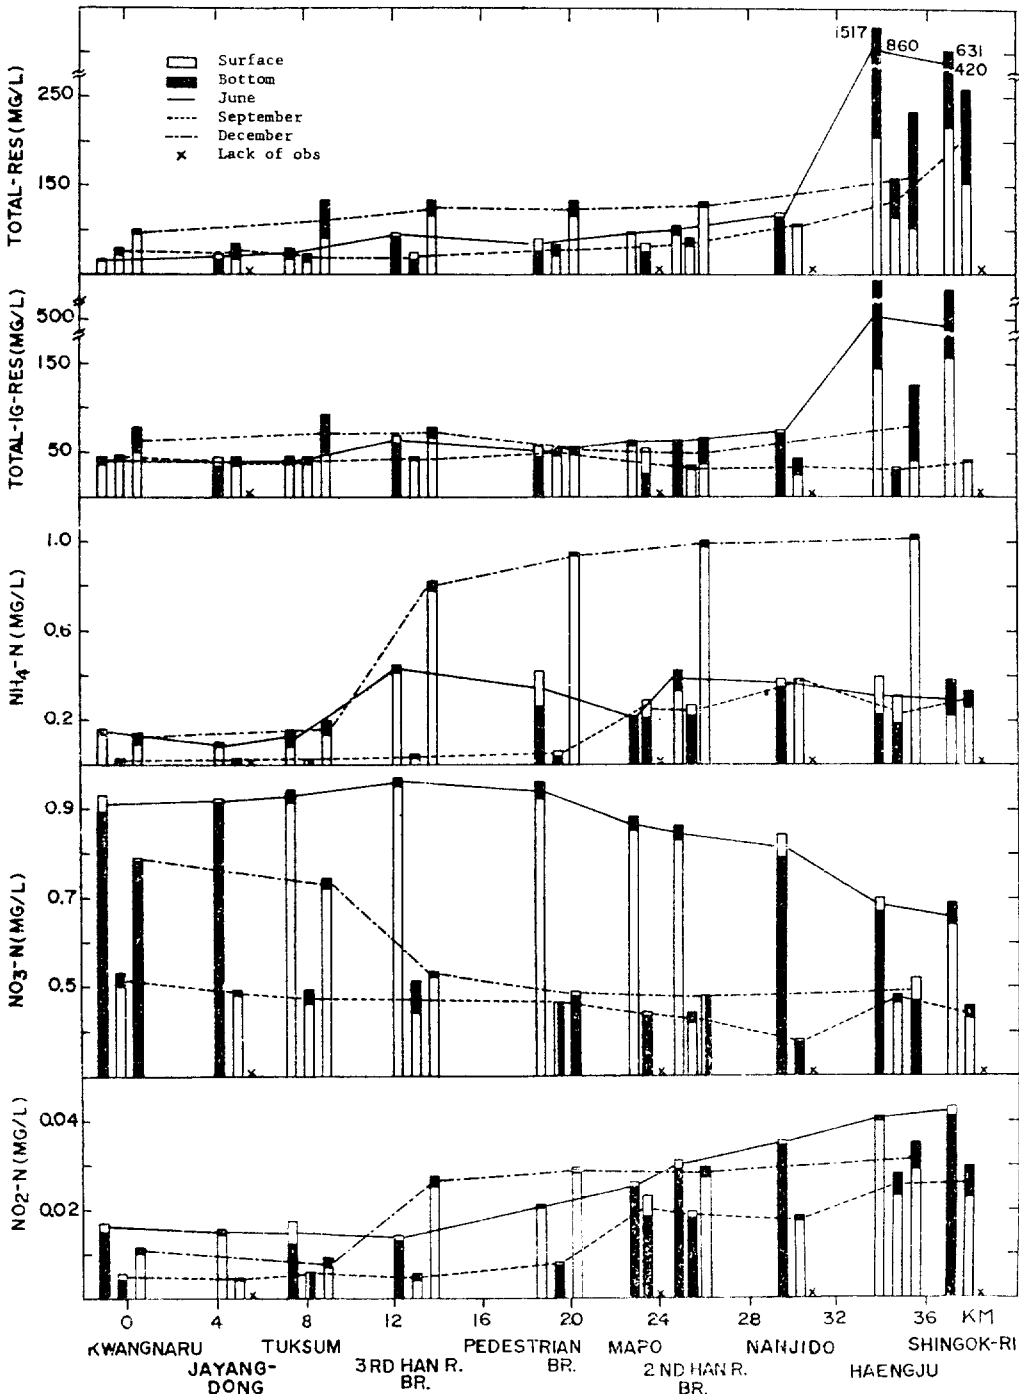 1517 860 631
420
Surface
Bottom
June
September
December
x Lack of obs
TOTAL-RES (MG/L)
250
150
TOTAL-IG-RES (MG/L)
500
150
50
NH4-N (MG/L)
1.0
0.6
0.2
NO3-N (MG/L)
0.9
0.7
0.5
NO2-N (MG/L)
0.04
0.02
0 4 8 12 16 20 24 28 32 36 KM
KWANGNARU TUKSUM PEDESTRIAN BR. MAPO NANJIDO SHINGOK-RI
JAYANG-DONG 3RD HAN R. BR. 2ND HAN R. BR. HAENGJU